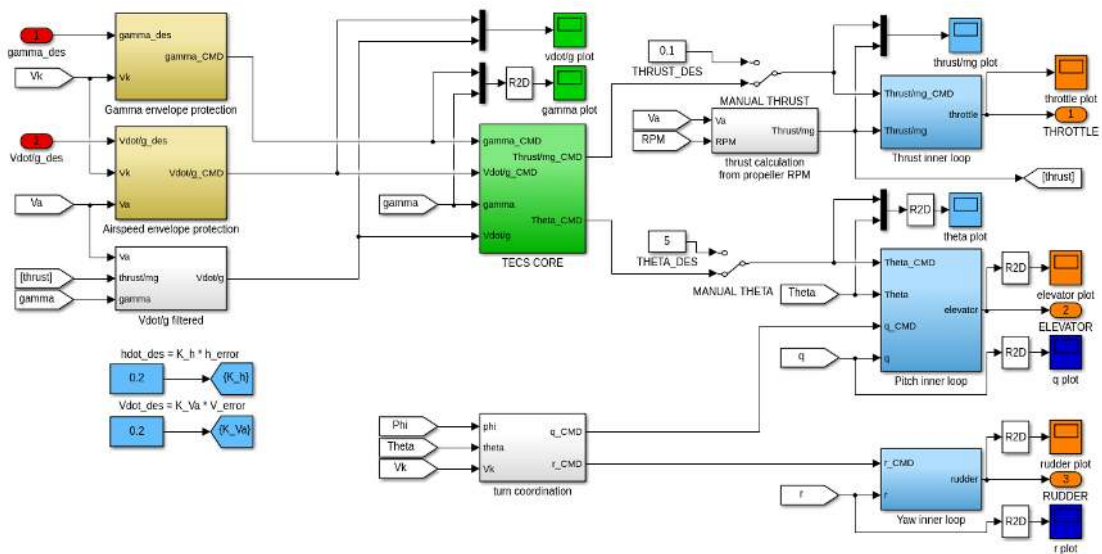 1
gamma_des
Vk
gamma_des
gamma_CMD
Vk
Gamma envelope protection
2
Vdot/g_des
Va
Vdot/g_des
Vk
Vdot/g_CMD
Va
Airspeed envelope protection
[thrust]
gamma
Va
thrust/mg
Vdot/g
gamma
Vdot/g filtered
hdot_des = K_h * h_error
0.2
{K_h}
Vdot_des = K_Va * V_error
0.2
{K_Va}
vdot/g plot
R2D
gamma plot
gamma
gamma_CMD
Thrust/mg_CMD
Vdot/g_CMD
gamma
Theta_CMD
Vdot/g
TECS CORE
0.1
THRUST_DES
MANUAL THRUST
Va
RPM
Va
Thrust/mg
RPM
thrust calculation
from propeller RPM
thrust/mg plot
Thrust/mg_CMD
throttle
Thrust/mg
Thrust inner loop
throttle plot
1
THROTTLE
[thrust]
R2D
theta plot
5
THETA_DES
MANUAL THETA
Theta
q
Theta_CMD
Theta
elevator
q_CMD
q
Pitch inner loop
R2D
elevator plot
2
ELEVATOR
R2D
q plot
Phi
Theta
Vk
phi
q_CMD
theta
r_CMD
Vk
turn coordination
r
r_CMD
rudder
r
Yaw inner loop
R2D
rudder plot
3
RUDDER
R2D
r plot